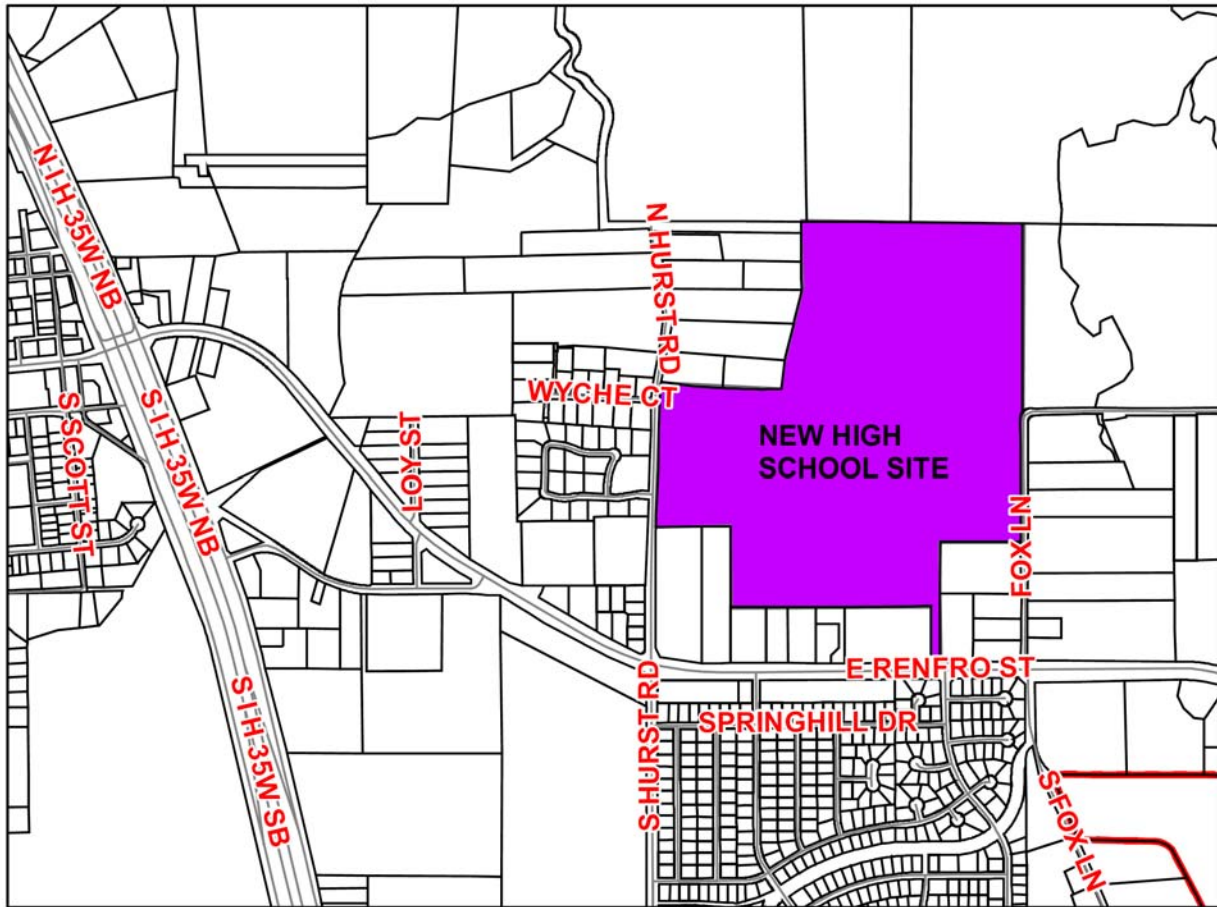 N I H 35W NB
N HURST RD
WYCHE CT
S I H 35W NB
S SCOTT ST
LOY ST
NEW HIGH
SCHOOL SITE
FOX LN
E RENFRO ST
SPRINGHILL DR
S HURST RD
S I H 35W SB
S FOX LN